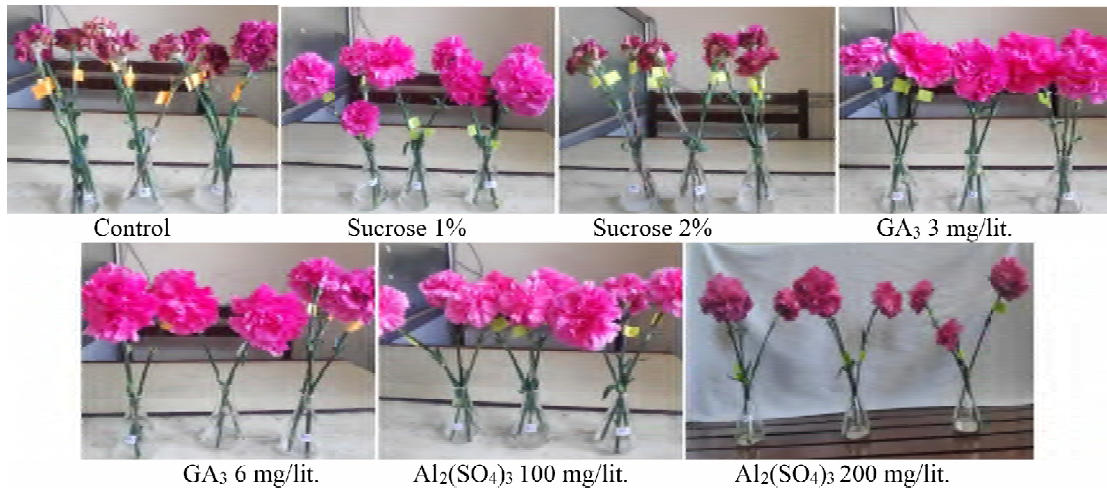 Control Sucrose 1% Sucrose 2% GA₃ 3 mg/lit.
GA₃ 6 mg/lit. Al₂(SO₄)₃ 100 mg/lit. Al₂(SO₄)₃ 200 mg/lit.